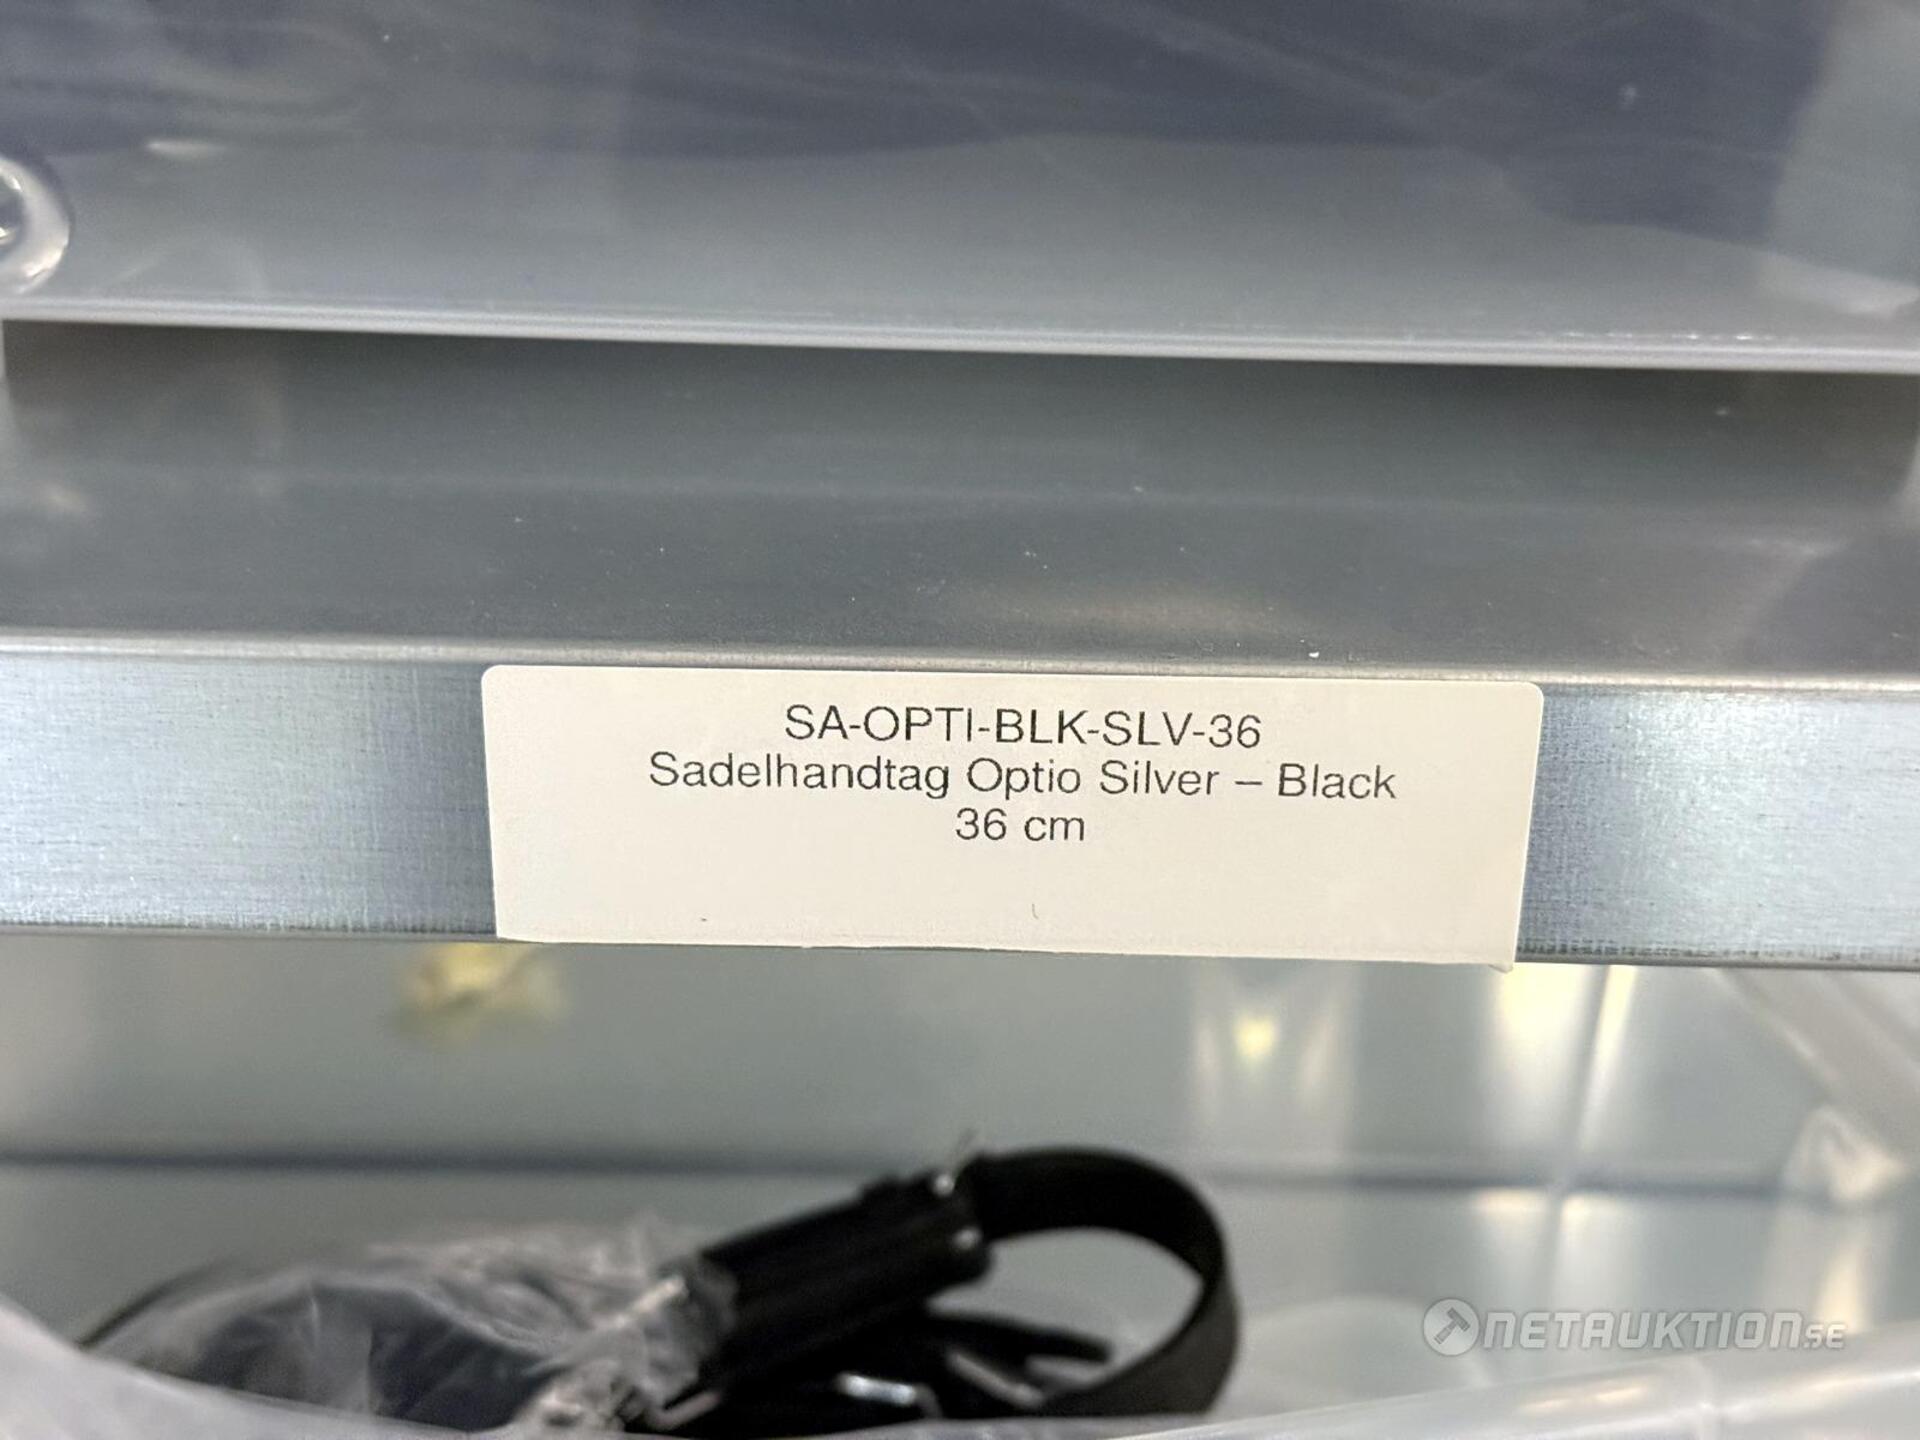 SA-OPTI-BLK-SLV-36
Sadelhandtag Optio Silver – Black
36 cm
NETAUKTION.SE